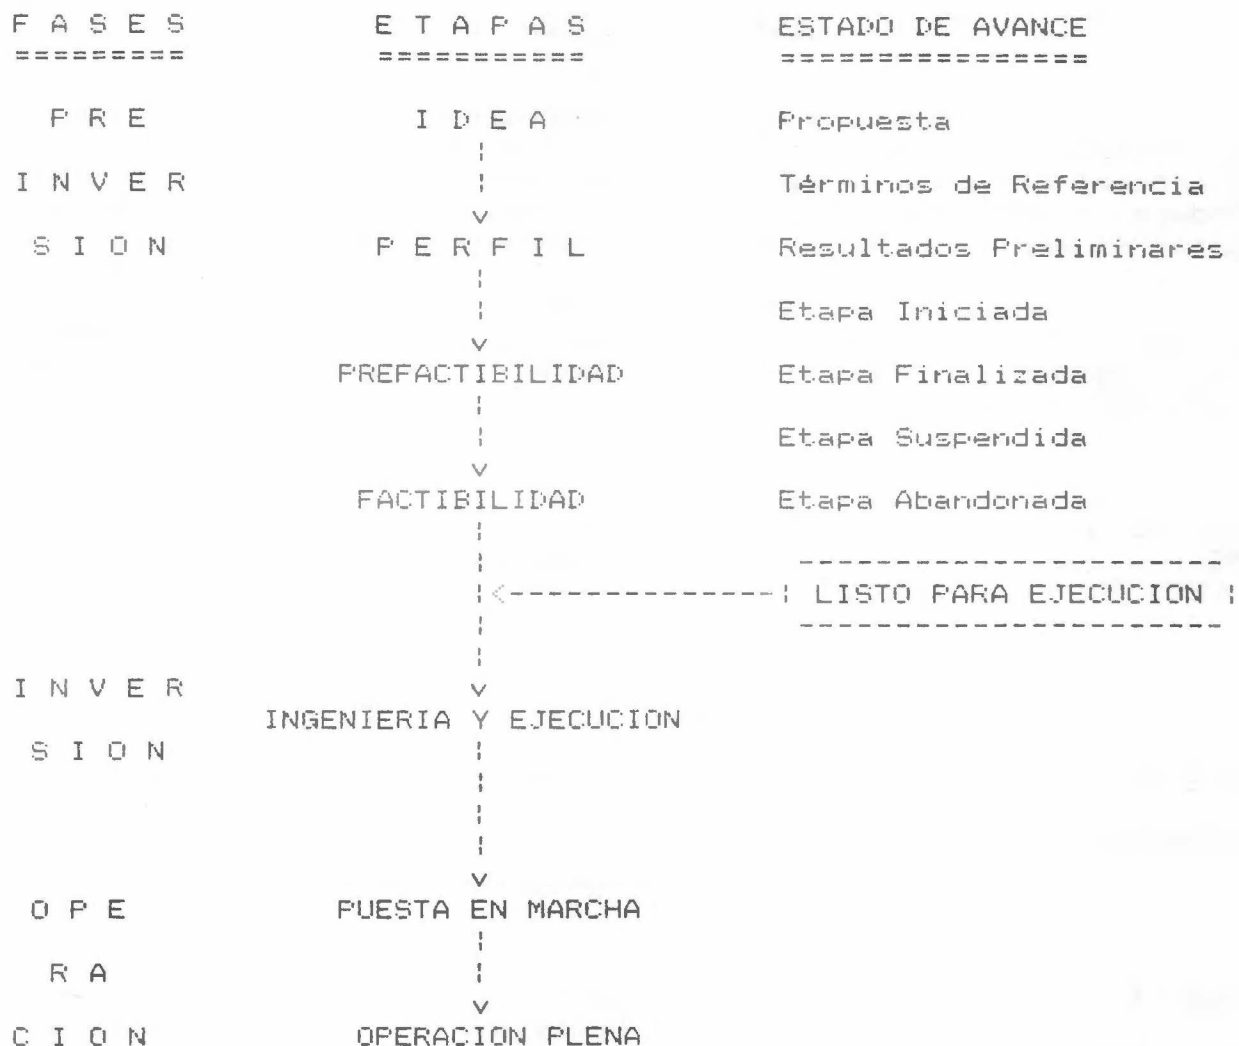 F A S E S E T A P A S ESTADO DE AVANCE
========= =========== ================
P R E I D E A Propuesta
I N V E R Términos de Referencia
S I O N P E R F I L Resultados Preliminares
Etapa Iniciada
PREFACTIBILIDAD Etapa Finalizada
Etapa Suspendida
FACTIBILIDAD Etapa Abandonada
LISTO PARA EJECUCION
I N V E R
INGENIERIA Y EJECUCION
S I O N
O P E PUESTA EN MARCHA
R A
C I O N OPERACION PLENA